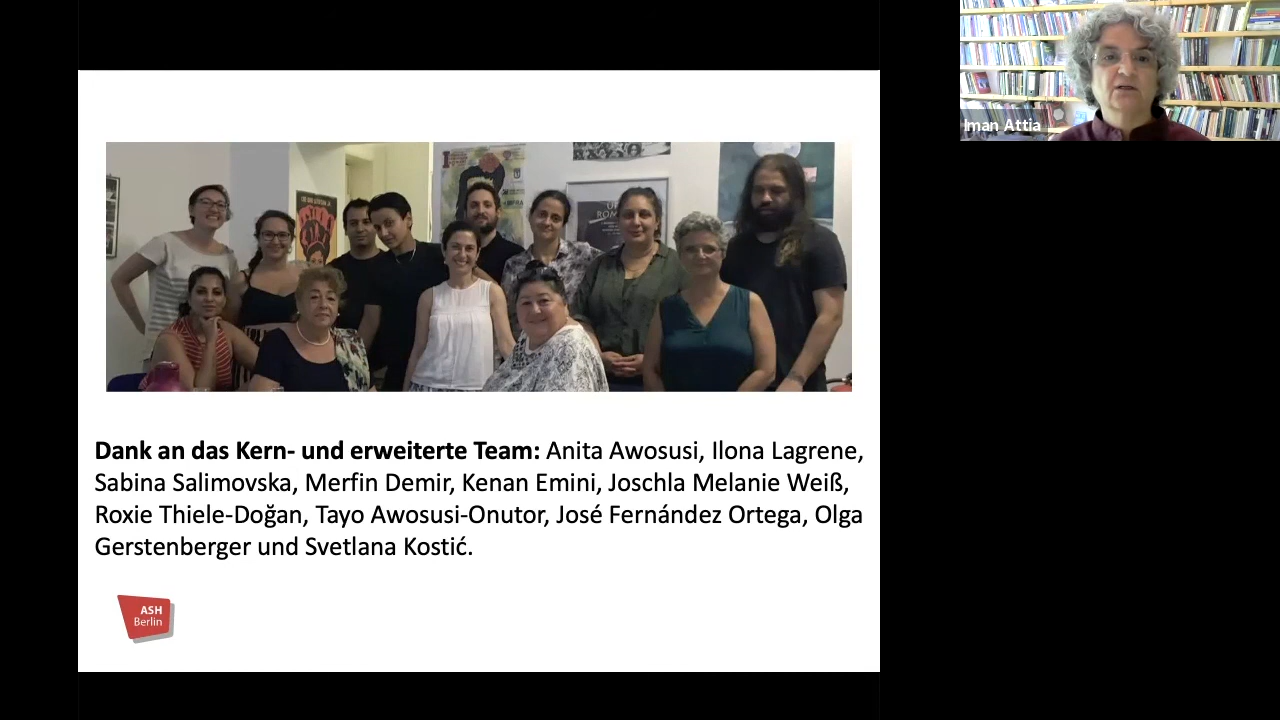 Iman Attia
Dank an das Kern- und erweiterte Team: Anita Awosusi, Ilona Lagrene,
Sabina Salimovska, Merfin Demir, Kenan Emini, Joschla Melanie Weiß,
Roxie Thiele-Doğan, Tayo Awosusi-Onutor, José Fernández Ortega, Olga
Gerstenberger und Svetlana Kostić.
ASH
Berlin